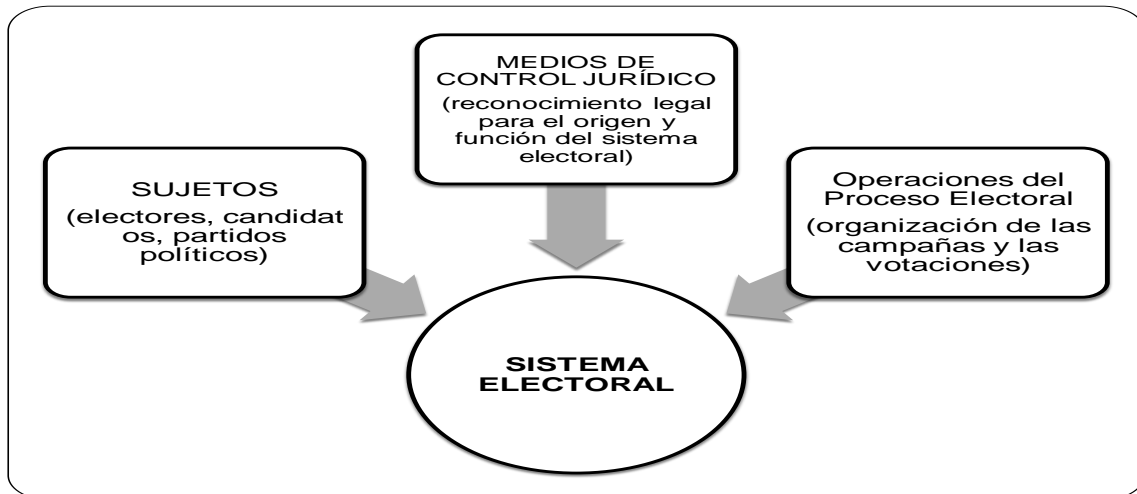 MEDIOS DE
CONTROL JURÍDICO
(reconocimiento legal
para el origen y
función del sistema
electoral)
SUJETOS
(electores, candidat
os, partidos
políticos)
Operaciones del
Proceso Electoral
(organización de las
campañas y las
votaciones)
SISTEMA
ELECTORAL